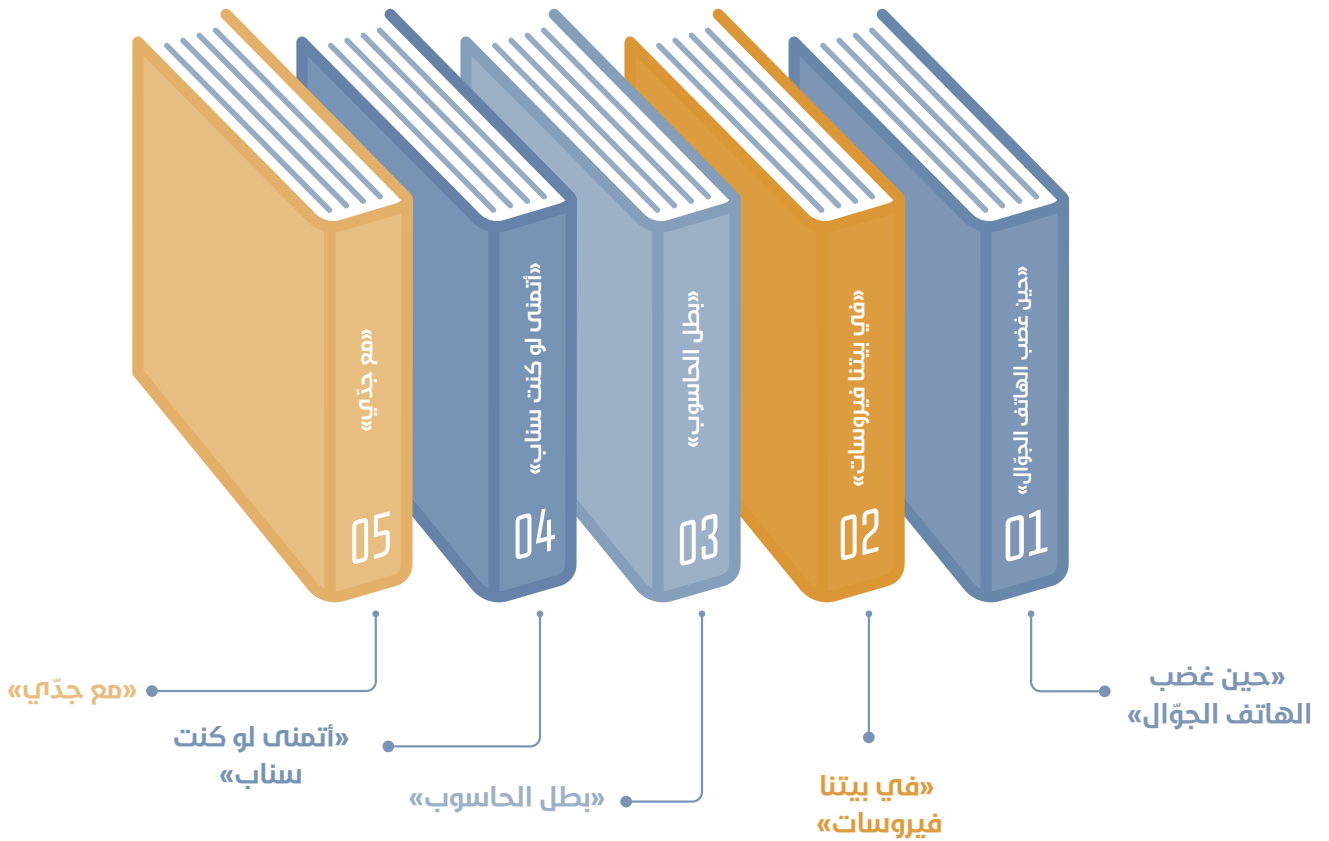 «حين غضب الهاتف الجوّال»
01
«في بيتنا فيروسات»
02
«بطل الحاسوب»
03
«أتمنى لو كنت سناب»
04
«مع جدّي»
05
«حين غضب
الهاتف الجوّال»
«في بيتنا
فيروسات»
«بطل الحاسوب»
«أتمنى لو كنت
سناب»
«مع جدّي»